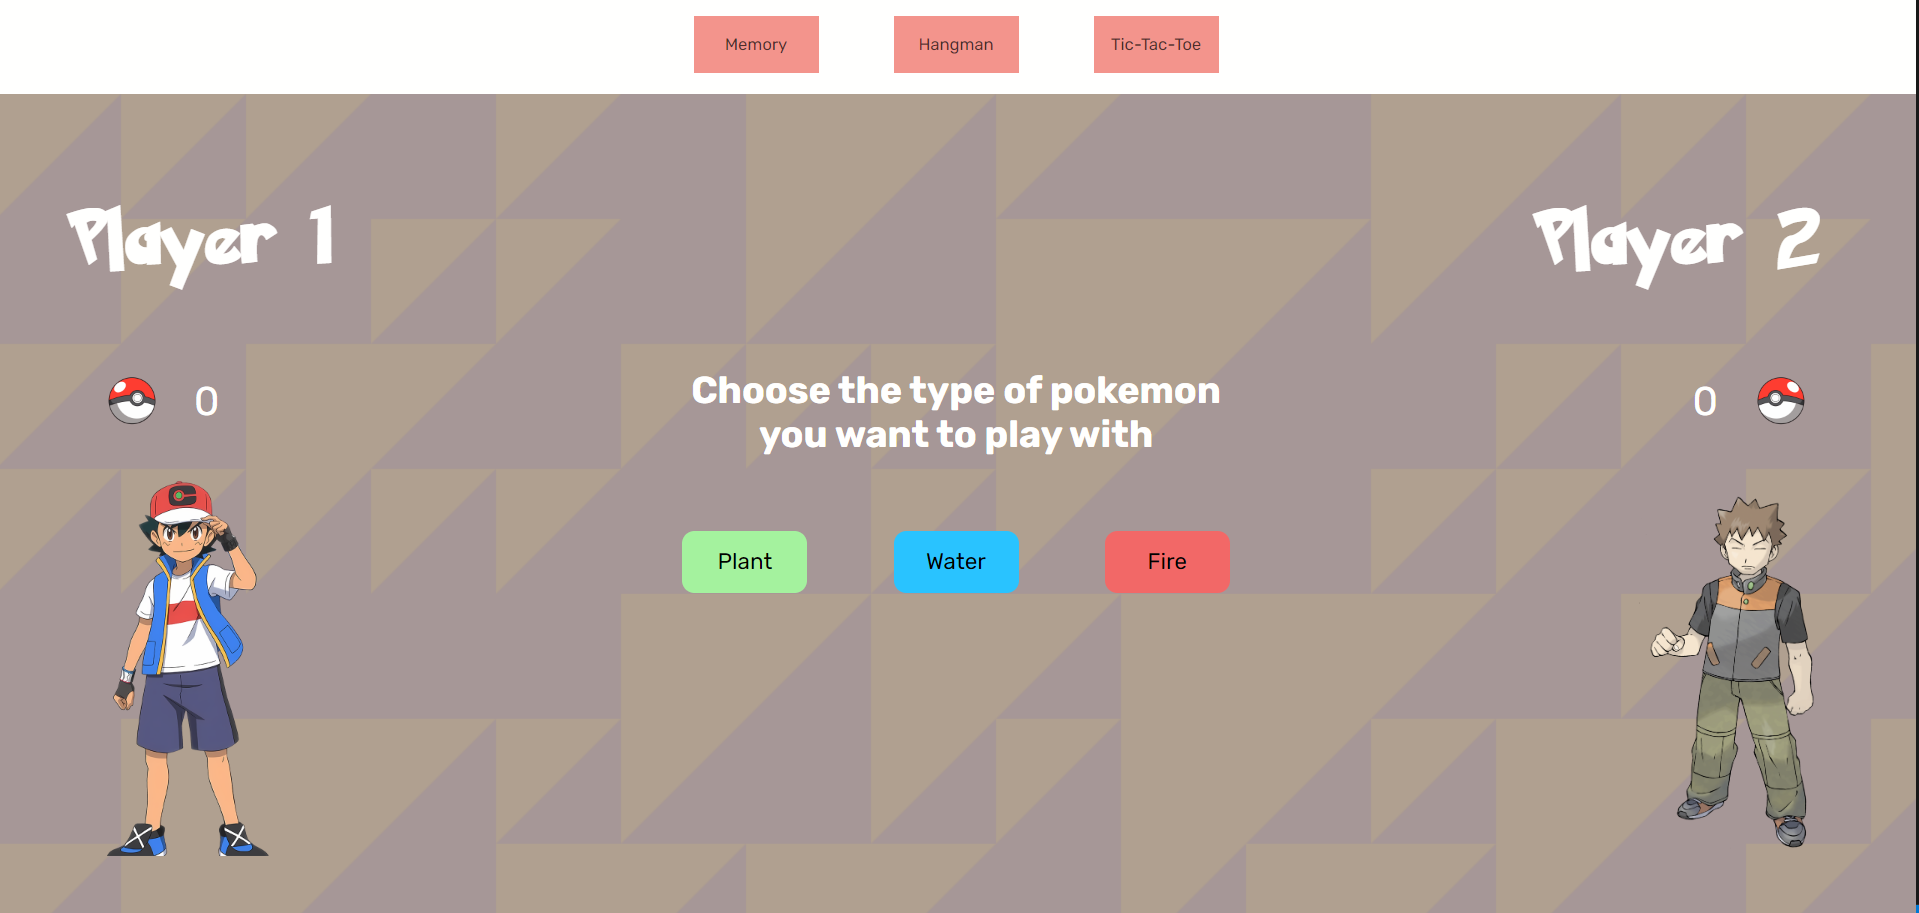 Memory
Hangman
Tic-Tac-Toe
Player 1
Player 2
0
0
Choose the type of pokemon
you want to play with
Plant
Water
Fire